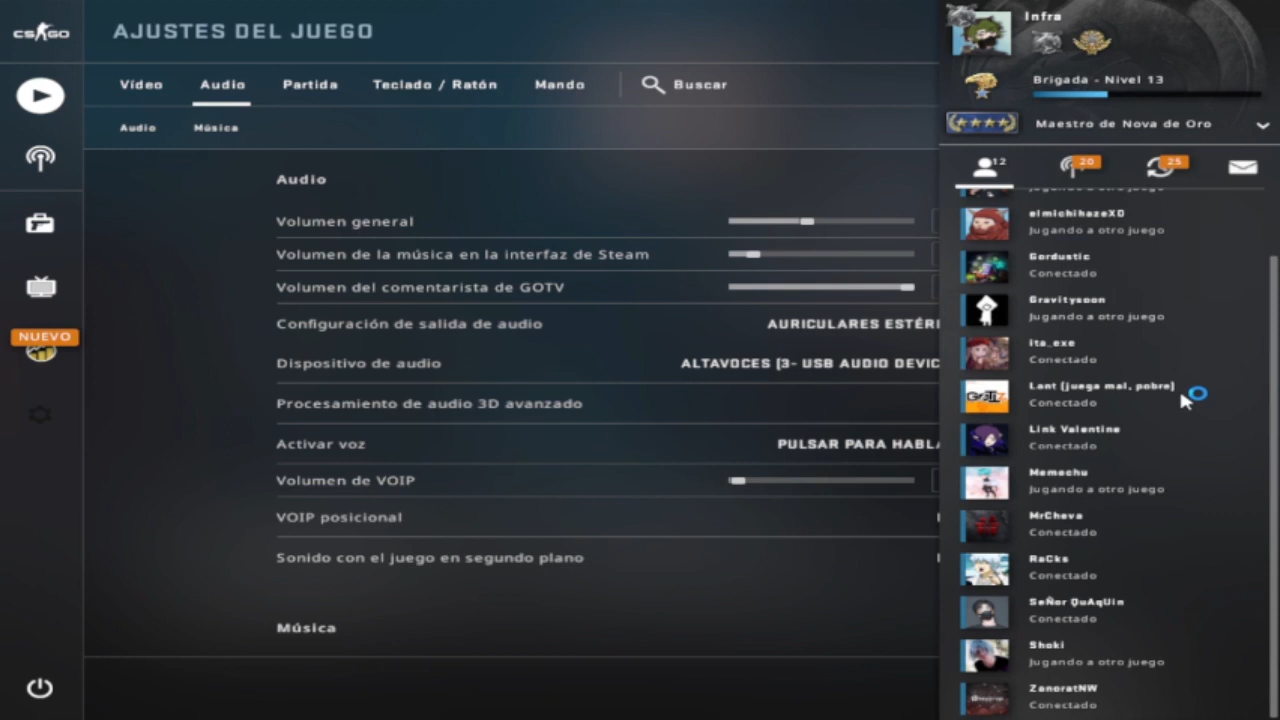 CS GO
AJUSTES DEL JUEGO
Vídeo Audio Partida Teclado / Ratón Mando Buscar
Audio Música
Audio
Volumen general
Volumen de la música en la interfaz de Steam
Volumen del comentarista de GOTV
Configuración de salida de audio AURICULARES ESTÉR
Dispositivo de audio ALTAVOCES [3- USB AUDIO DEVIC
Procesamiento de audio 3D avanzado
Activar voz PULSAR PARA HABL
Volumen de VOIP
VOIP posicional
Sonido con el juego en segundo plano
Música
NUEVO
Infra
Brigada - Nivel 13
Maestro de Nova de Oro
12 20 25
Jugando a otro juego
elmichihazeXD
Jugando a otro juego
Gordustic
Conectado
Gravitysoon
Jugando a otro juego
ita_exe
Conectado
Lant [juega mal, pobre]
Conectado
Link Valentine
Conectado
Memachu
Jugando a otro juego
MrCheva
Conectado
RaCks
Conectado
SeÑor QuAqUin
Conectado
Shoki
Jugando a otro juego
ZanoratNW
Conectado